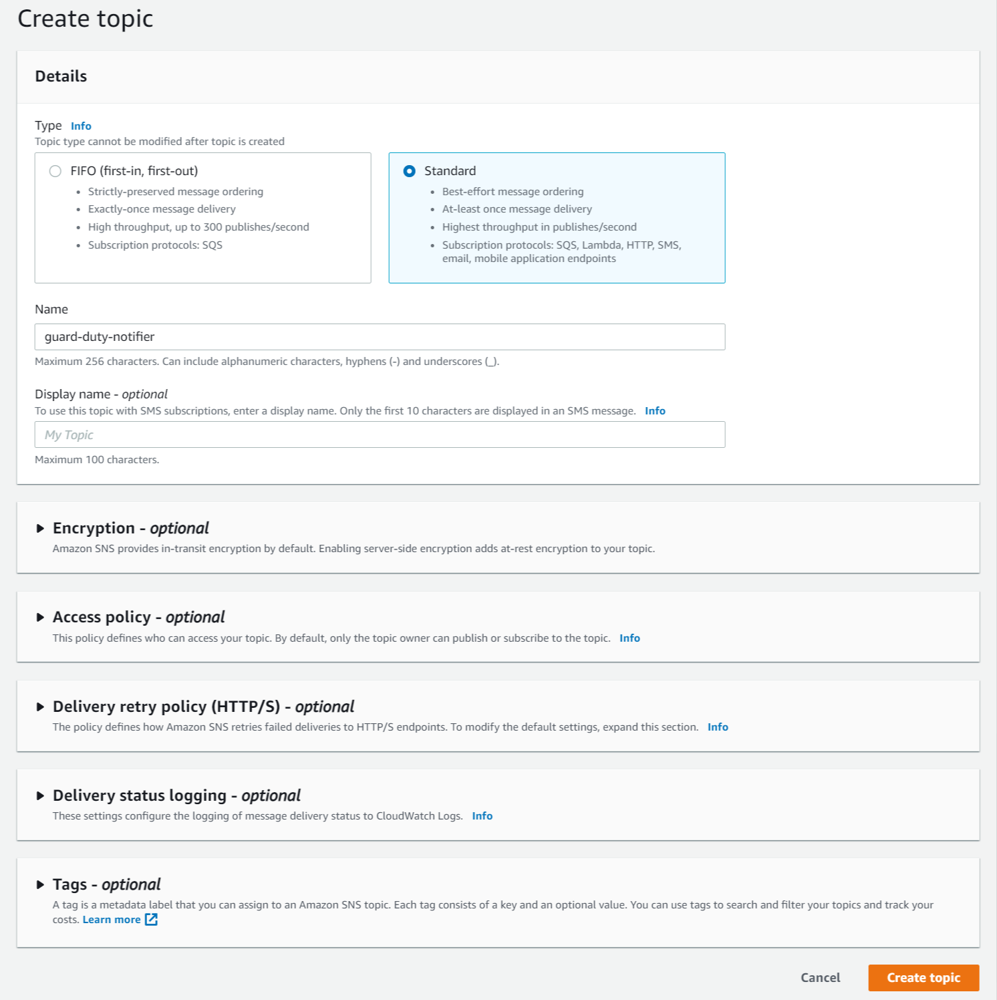 Create topic
Details
Type Info
Topic type cannot be modified after topic is created
FIFO (first-in, first-out)
• Strictly-preserved message ordering
• Exactly-once message delivery
• High throughput, up to 300 publishes/second
• Subscription protocols: SQS
Standard
• Best-effort message ordering
• At-least once message delivery
• Highest throughput in publishes/second
• Subscription protocols: SQS, Lambda, HTTP, SMS,
email, mobile application endpoints
Name
guard-duty-notifier
Maximum 256 characters. Can include alphanumeric characters, hyphens (-) and underscores (_).
Display name - optional
To use this topic with SMS subscriptions, enter a display name. Only the first 10 characters are displayed in an SMS message. Info
My Topic
Maximum 100 characters.
Encryption - optional
Amazon SNS provides in-transit encryption by default. Enabling server-side encryption adds at-rest encryption to your topic.
Access policy - optional
This policy defines who can access your topic. By default, only the topic owner can publish or subscribe to the topic. Info
Delivery retry policy (HTTP/S) - optional
The policy defines how Amazon SNS retries failed deliveries to HTTP/S endpoints. To modify the default settings, expand this section. Info
Delivery status logging - optional
These settings configure the logging of message delivery status to CloudWatch Logs. Info
Tags - optional
A tag is a metadata label that you can assign to an Amazon SNS topic. Each tag consists of a key and an optional value. You can use tags to search and filter your topics and track your
costs. Learn more
Cancel Create topic